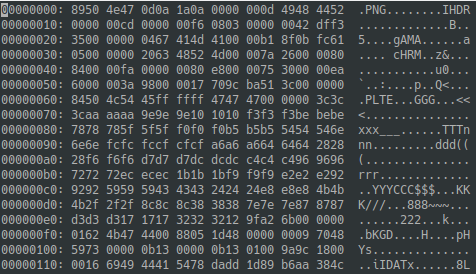 00000000: 8950 4e47 0d0a 1a0a 0000 000d 4948 4452 .PNG........IHDR
00000010: 0000 00cd 0000 00f6 0803 0000 0042 dff3 .............B..
00000020: 3500 0000 0467 414d 4100 00b1 8f0b fc61 5....gAMA......a
00000030: 0500 0000 2063 4852 4d00 007a 2600 0080 .... cHRM..z&...
00000040: 8400 00fa 0000 0080 e800 0075 3000 00ea ...........u0...
00000050: 6000 003a 9800 0017 709c ba51 3c00 0000 `..:....p..Q<...
00000060: 8450 4c54 45ff ffff 4747 4700 0000 3c3c .PLTE...GGG...<<
00000070: 3caa aaaa 9e9e 9e10 1010 f3f3 f3be bebe <...............
00000080: 7878 785f 5f5f f0f0 f0b5 b5b5 5454 546e xxx___......TTTn
00000090: 6e6e fcfc fccf cfcf a6a6 a664 6464 2828 nn.........ddd((
000000a0: 28f6 f6f6 d7d7 d7dc dcdc c4c4 c496 9696 (...............
000000b0: 7272 72ec ecec 1b1b 1bf9 f9f9 e2e2 e292 rrr.............
000000c0: 9292 5959 5943 4343 2424 24e8 e8e8 4b4b ..YYYCCC$$$...KK
000000d0: 4b2f 2f2f 8c8c 8c38 3838 7e7e 7e87 8787 K///...888~~~...
000000e0: d3d3 d317 1717 3232 3212 9fa2 6b00 0000 ......222...k...
000000f0: 0162 4b47 4400 8805 1d48 0000 0009 7048 .bKGD....H....pH
00000100: 5973 0000 0b13 0000 0b13 0100 9a9c 1800 Ys..............
00000110: 0016 6949 4441 5478 dadd 1d89 b6aa 384c ..iIDATx......8L